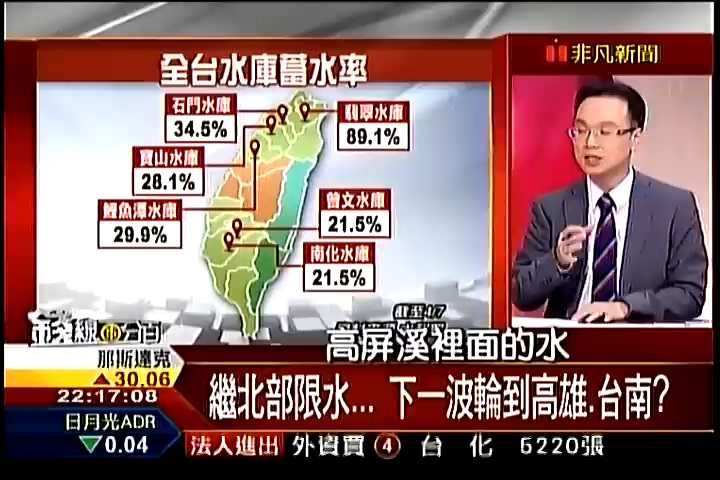 非凡新聞
全台水庫蓄水率
石門水庫
34.5%
翡翠水庫
89.1%
寶山水庫
28.1%
鯉魚潭水庫
29.9%
曾文水庫
21.5%
南化水庫
21.5%
截至4/7
高屏溪裡面的水
那斯達克
▲30.06
22:17:08
繼北部限水... 下一波輪到高雄.台南?
日月光ADR
▽0.04
法人進出 外資買 4 台 化 5220張